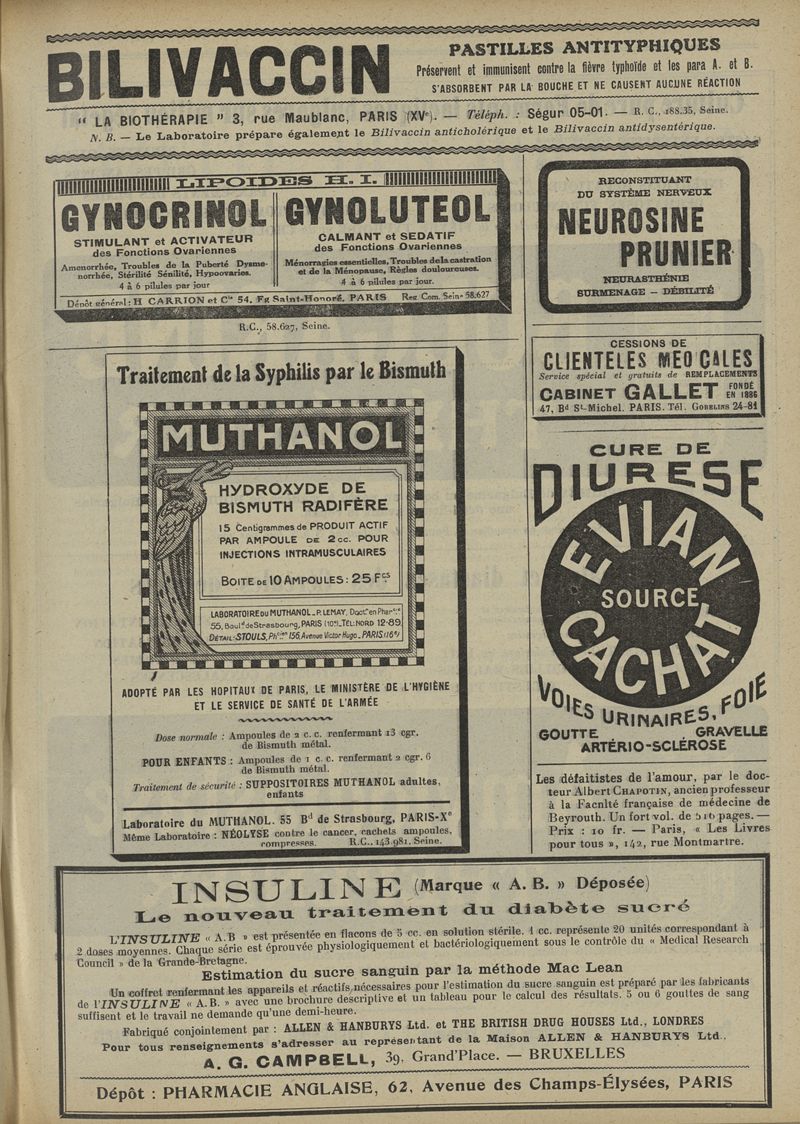 BILIVACCIN
PASTILLES ANTITYPHIQUES
Préservent et immunisent contre la fièvre typhoïde et les para A. et B.
S'ABSORBENT PAR LA BOUCHE ET NE CAUSENT AUCUNE RÉACTION
" LA BIOTHÉRAPIE " 3, rue Maublanc, PARIS (XVe). — Téléph. : Ségur 05-01. — R. C., 188.35, Seine.
N. B. — Le Laboratoire prépare également le Bilivaccin anticholérique et le Bilivaccin antidysentérique.
LIPOIDES H. I.
GYNOCRINOL
STIMULANT et ACTIVATEUR
des Fonctions Ovariennes
Amenorrhée, Troubles de la Puberté Dysme-
norrhée, Stérilité Sénilité, Hypoovaries.
4 à 6 pilules par jour
GYNOLUTEOL
CALMANT et SEDATIF
des Fonctions Ovariennes
Ménorragies essentielles, Troubles de la castration
et de la Ménopause, Règles douloureuses.
4 à 6 pilules par jour.
Dépôt général: H CARRION et Cie 54, Fg Saint-Honoré, PARIS Reg Com. Seine 58.627
R.C., 58.627, Seine.
RECONSTITUANT
DU SYSTÈME NERVEUX
NEUROSINE
PRUNIER
NEURASTHÉNIE
SURMENAGE — DÉBILITÉ
CESSIONS DE
CLIENTELES MEDICALES
Service spécial et gratuits de REMPLACEMENTS
CABINET GALLET FONDÉ EN 1886
47, Bd St-Michel. PARIS. Tél. GOBELINS 24-81
Traitement de la Syphilis par le Bismuth
MUTHANOL
HYDROXYDE DE
BISMUTH RADIFÈRE
15 Centigrammes de PRODUIT ACTIF
PAR AMPOULE DE 2cc. POUR
INJECTIONS INTRAMUSCULAIRES
BOITE DE 10 AMPOULES : 25 Fcs
LABORATOIRE DU MUTHANOL_P. LEMAY, Doct. en Phar.
55, Boul.d de Strasbourg, PARIS (10e)_TÉL: NORD 12-89
DÉTAIL:_STOULS, Phcien 156, Avenue Victor Hugo_PARIS (16e)
ADOPTÉ PAR LES HOPITAUX DE PARIS, LE MINISTÈRE DE L'HYGIÈNE
ET LE SERVICE DE SANTÉ DE L'ARMÉE
Dose normale : Ampoules de 2 c. c. renfermant 13 cgr.
de Bismuth métal.
POUR ENFANTS : Ampoules de 1 c. c. renfermant 2 cgr. 6
de Bismuth métal.
Traitement de sécurité : SUPPOSITOIRES MUTHANOL adultes,
enfants
Laboratoire du MUTHANOL. 55 Bd de Strasbourg, PARIS-Xe
Même Laboratoire : NÉOLYSE contre le cancer, cachets ampoules,
compresses. R.C., 143.981. Seine.
CURE DE
DIURESE
EVIAN
SOURCE
CACHAT
VOIES URINAIRES, FOIE
GOUTTE GRAVELLE
ARTÉRIO-SCLÉROSE
Les défaitistes de l'amour, par le doc-
teur Albert CHAPOTIN, ancien professeur
à la Facnlté française de médecine de
Beyrouth. Un fort vol. de 516 pages. —
Prix : 10 fr. — Paris, « Les Livres
pour tous », 142, rue Montmartre.
INSULINE (Marque « A. B. » Déposée)
Le nouveau traitement du diabète sucré
L'INSULINE « A.B » est présentée en flacons de 5 cc. en solution stérile. 1 cc. représente 20 unités correspondant à
2 doses moyennes. Chaque série est éprouvée physiologiquement et bactériologiquement sous le contrôle du « Medical Research
Council » de la Grande-Bretagne.
Estimation du sucre sanguin par la méthode Mac Lean
Un coffret renfermant les appareils et réactifs nécessaires pour l'estimation du sucre sanguin est préparé par les fabricants
de l'INSULINE « A.B. » avec une brochure descriptive et un tableau pour le calcul des résultats. 5 ou 6 gouttes de sang
suffisent et le travail ne demande qu'une demi-heure.
Fabriqué conjointement par : ALLEN & HANBURYS Ltd. et THE BRITISH DRUG HOUSES Ltd., LONDRES
Pour tous renseignements s'adresser au représentant de la Maison ALLEN & HANBURYS Ltd.,
A. G. CAMPBELL, 39, Grand'Place. — BRUXELLES
Dépôt : PHARMACIE ANGLAISE, 62, Avenue des Champs-Élysées, PARIS